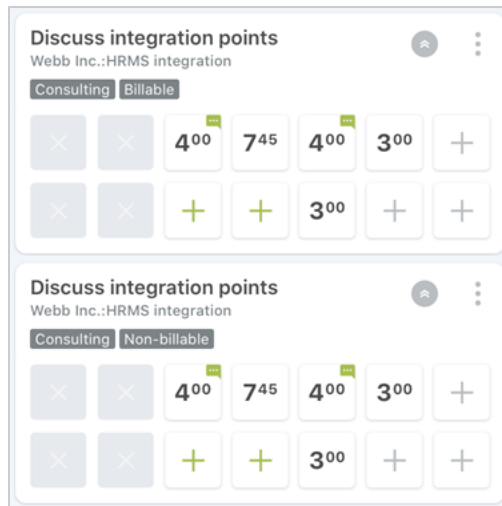 Discuss integration points
Webb Inc.:HRMS integration
Consulting Billable
4⁰⁰ 7⁴⁵ 4⁰⁰ 3⁰⁰ +
+ + 3⁰⁰ + +
Discuss integration points
Webb Inc.:HRMS integration
Consulting Non-billable
4⁰⁰ 7⁴⁵ 4⁰⁰ 3⁰⁰ +
+ + 3⁰⁰ + +